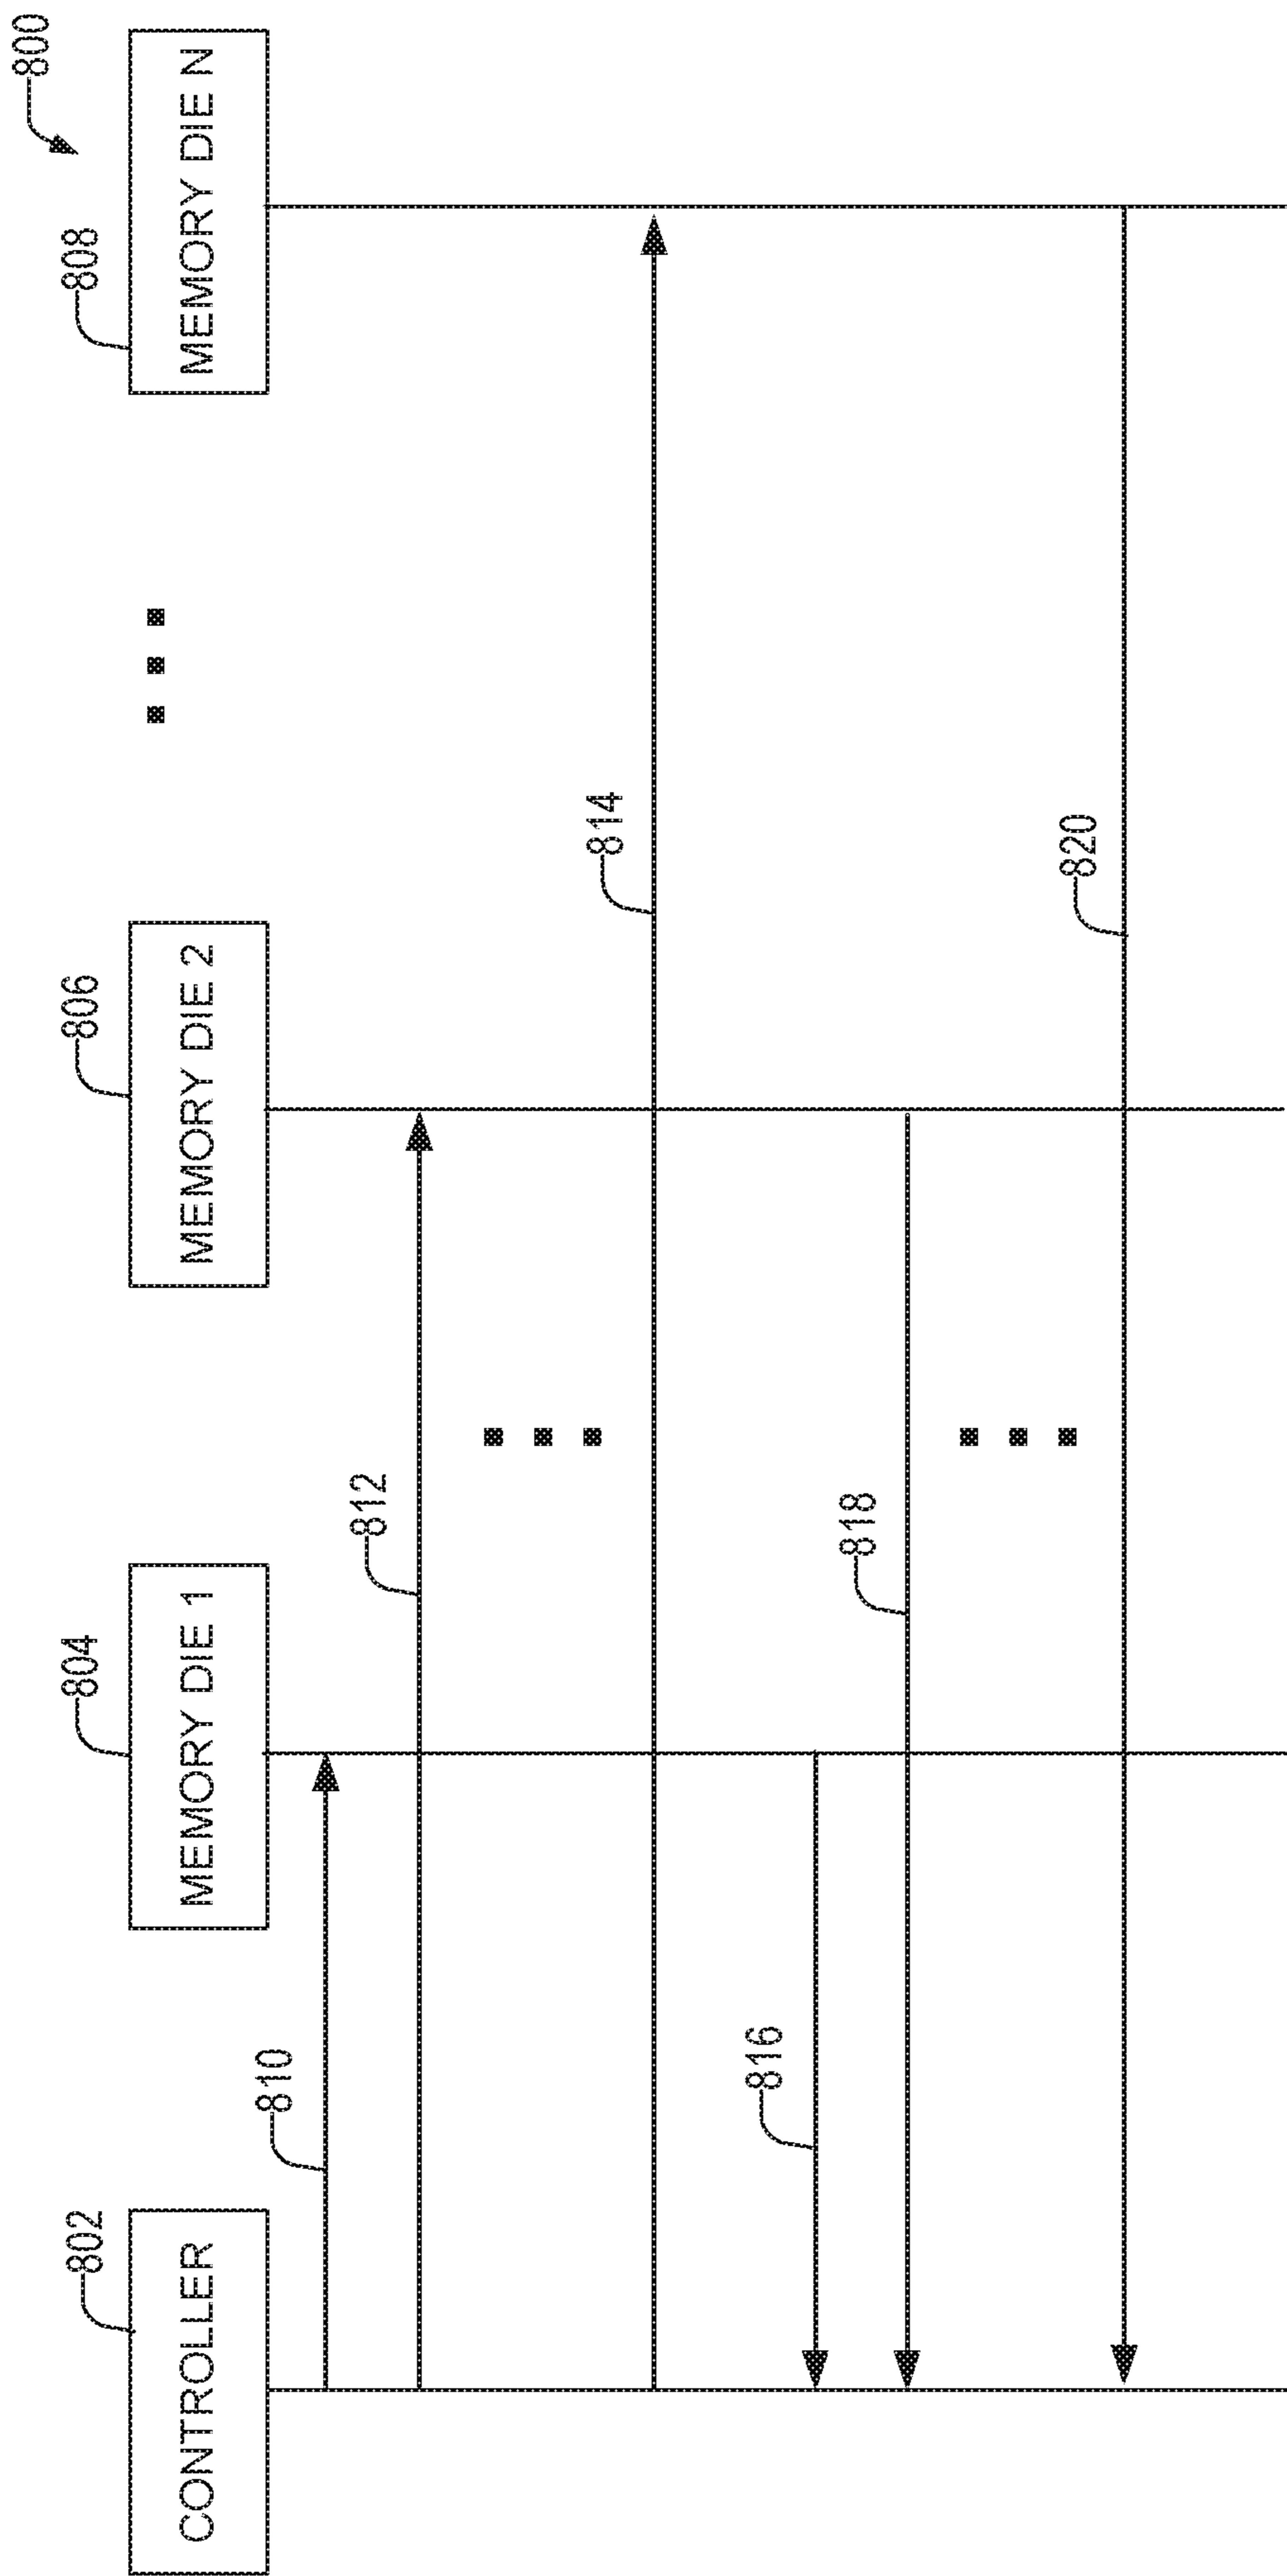 800
802
CONTROLLER
804
MEMORY DIE 1
806
MEMORY DIE 2
808
MEMORY DIE N
810
812
814
816
818
820